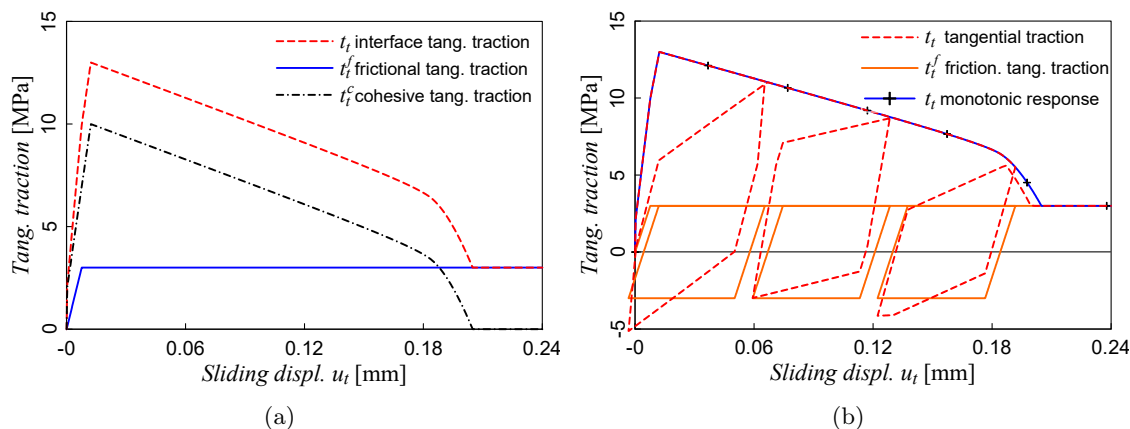 15
10
5
0
Tang. traction [MPa]
t_t interface tang. traction
t_t^f frictional tang. traction
t_t^c cohesive tang. traction
-0 0.06 0.12 0.18 0.24
Sliding displ. u_t [mm]
(a)
15
10
5
0
-5
Tang. traction [MPa]
t_t tangential traction
t_t^f friction. tang. traction
t_t monotonic response
-0 0.06 0.12 0.18 0.24
Sliding displ. u_t [mm]
(b)